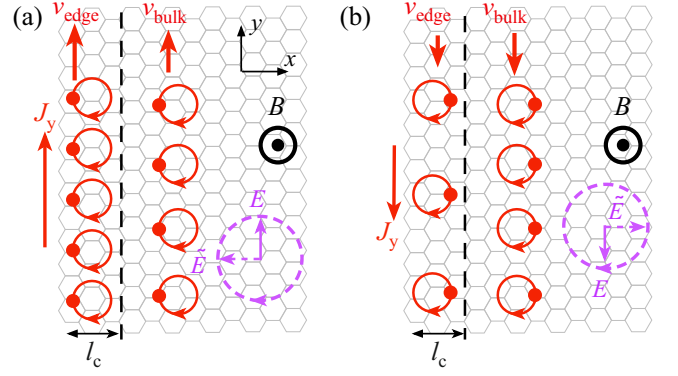 (a)
v_edge
v_bulk
y
x
B
J_y
E
Ẽ
l_c
(b)
v_edge
v_bulk
B
J_y
Ẽ
E
l_c